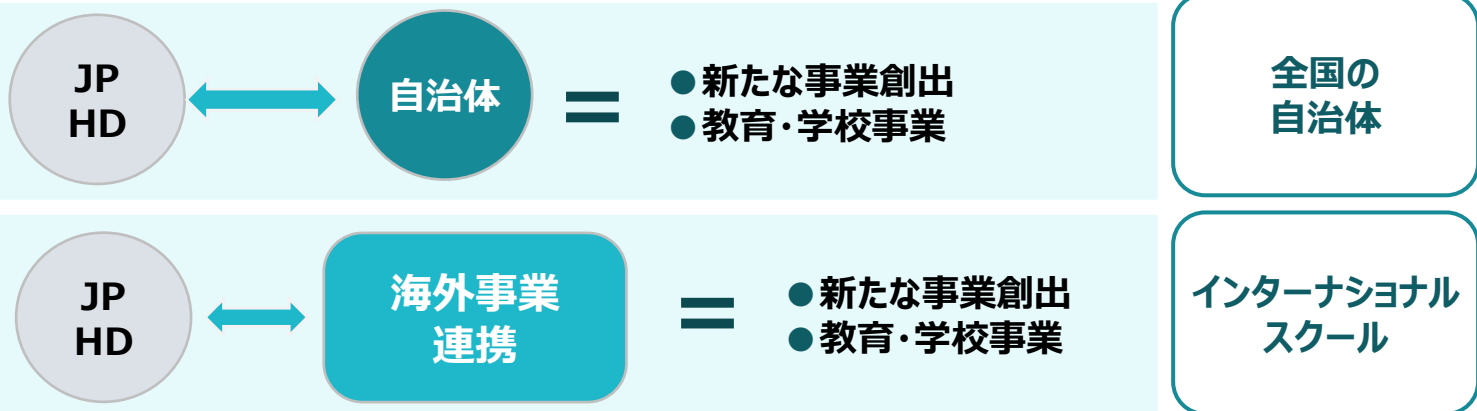 JP
HD
自治体
=
●新たな事業創出
●教育・学校事業
全国の
自治体
JP
HD
海外事業
連携
=
●新たな事業創出
●教育・学校事業
インターナショナル
スクール